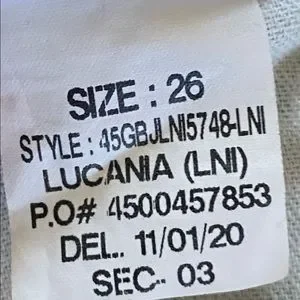 SIZE : 26
STYLE : 45GBJLNI5748-LNI
LUCANIA (LNI)
P.O# 4500457853
DEL.. 11/01/20
SEC- 03